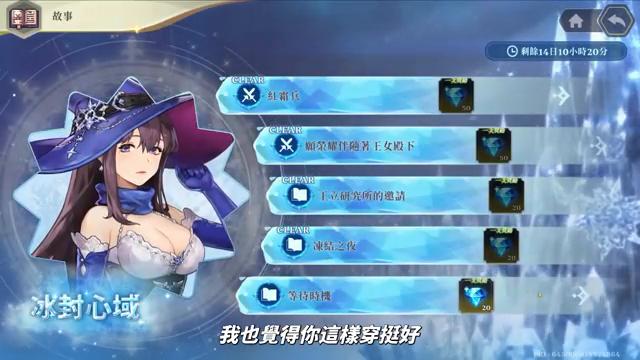 故事
剩餘14日10小時20分
CLEAR
紅霜兵
50
CLEAR
願榮耀伴隨著王女殿下
50
CLEAR
王立研究所的邀請
20
CLEAR
凍結之夜
20
等待時機
20
冰封心域
我也覺得你這樣穿挺好